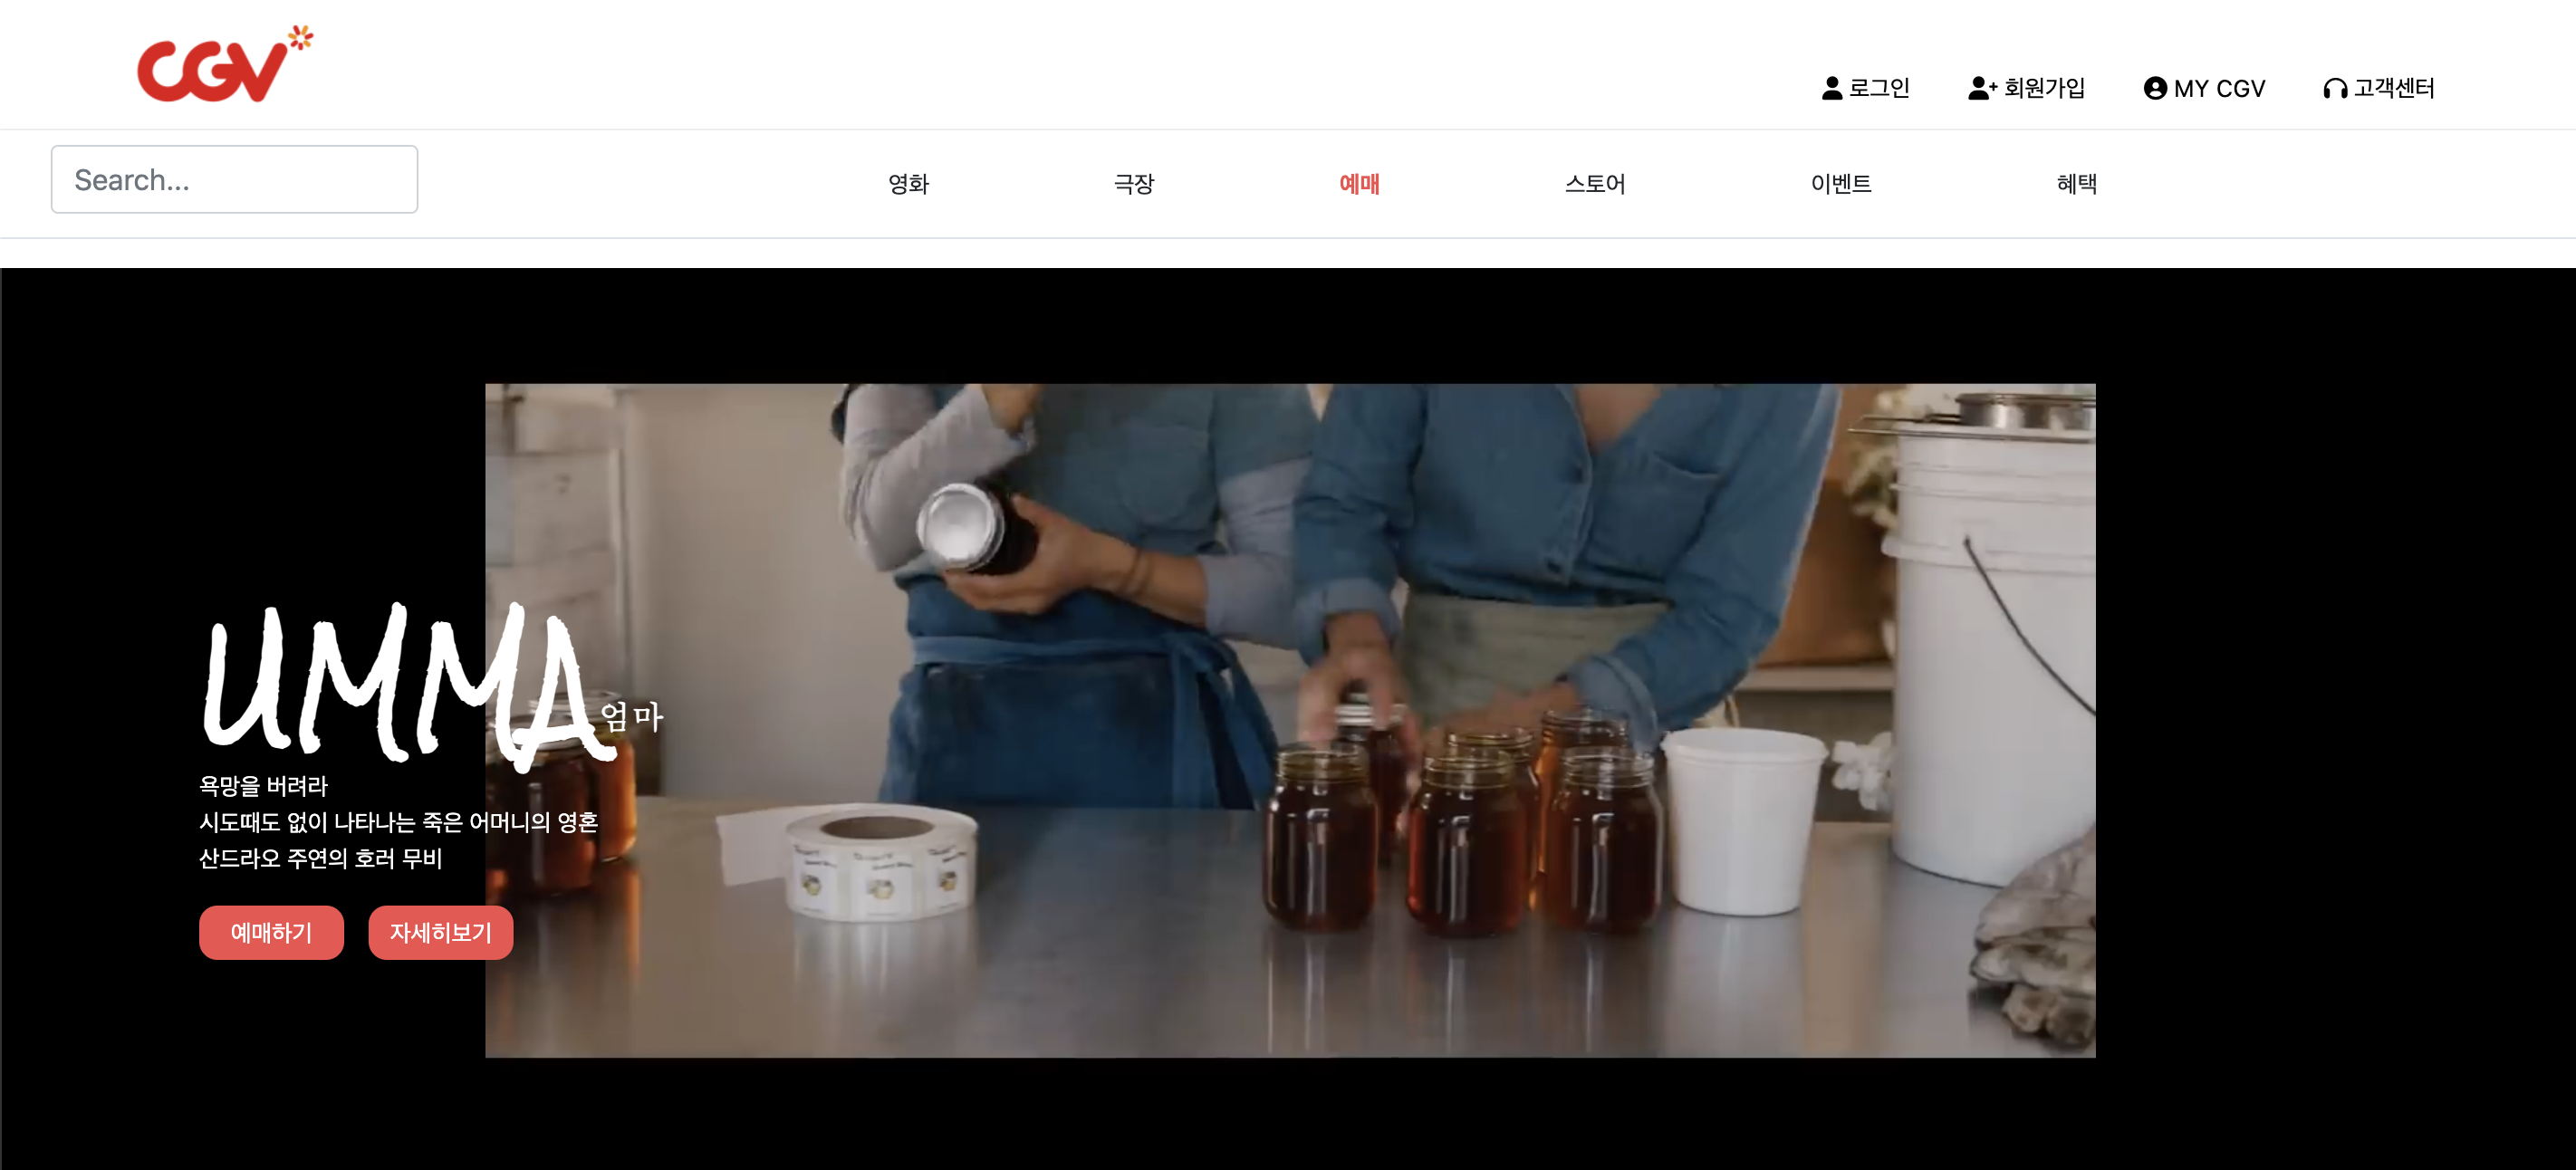 CGV
로그인 회원가입 MY CGV 고객센터
Search... 영화 극장 예매 스토어 이벤트 혜택
UMMA 엄마
욕망을 버려라
시도때도 없이 나타나는 죽은 어머니의 영혼
산드라오 주연의 호러 무비
예매하기 자세히보기